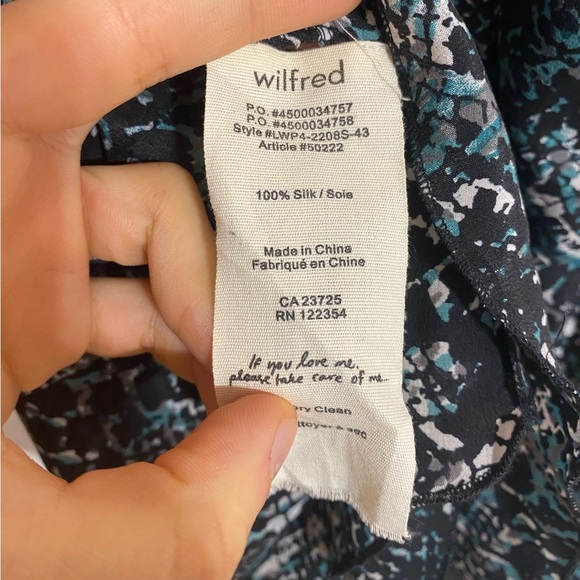 wilfred
P.O. #4500034757
P.O. #4500034758
Style #LWP4-2208S-43
Article #50222
100% Silk / Soie
Made in China
Fabriqué en Chine
CA 23725
RN 122354
If you love me,
please take care of me.
Clean